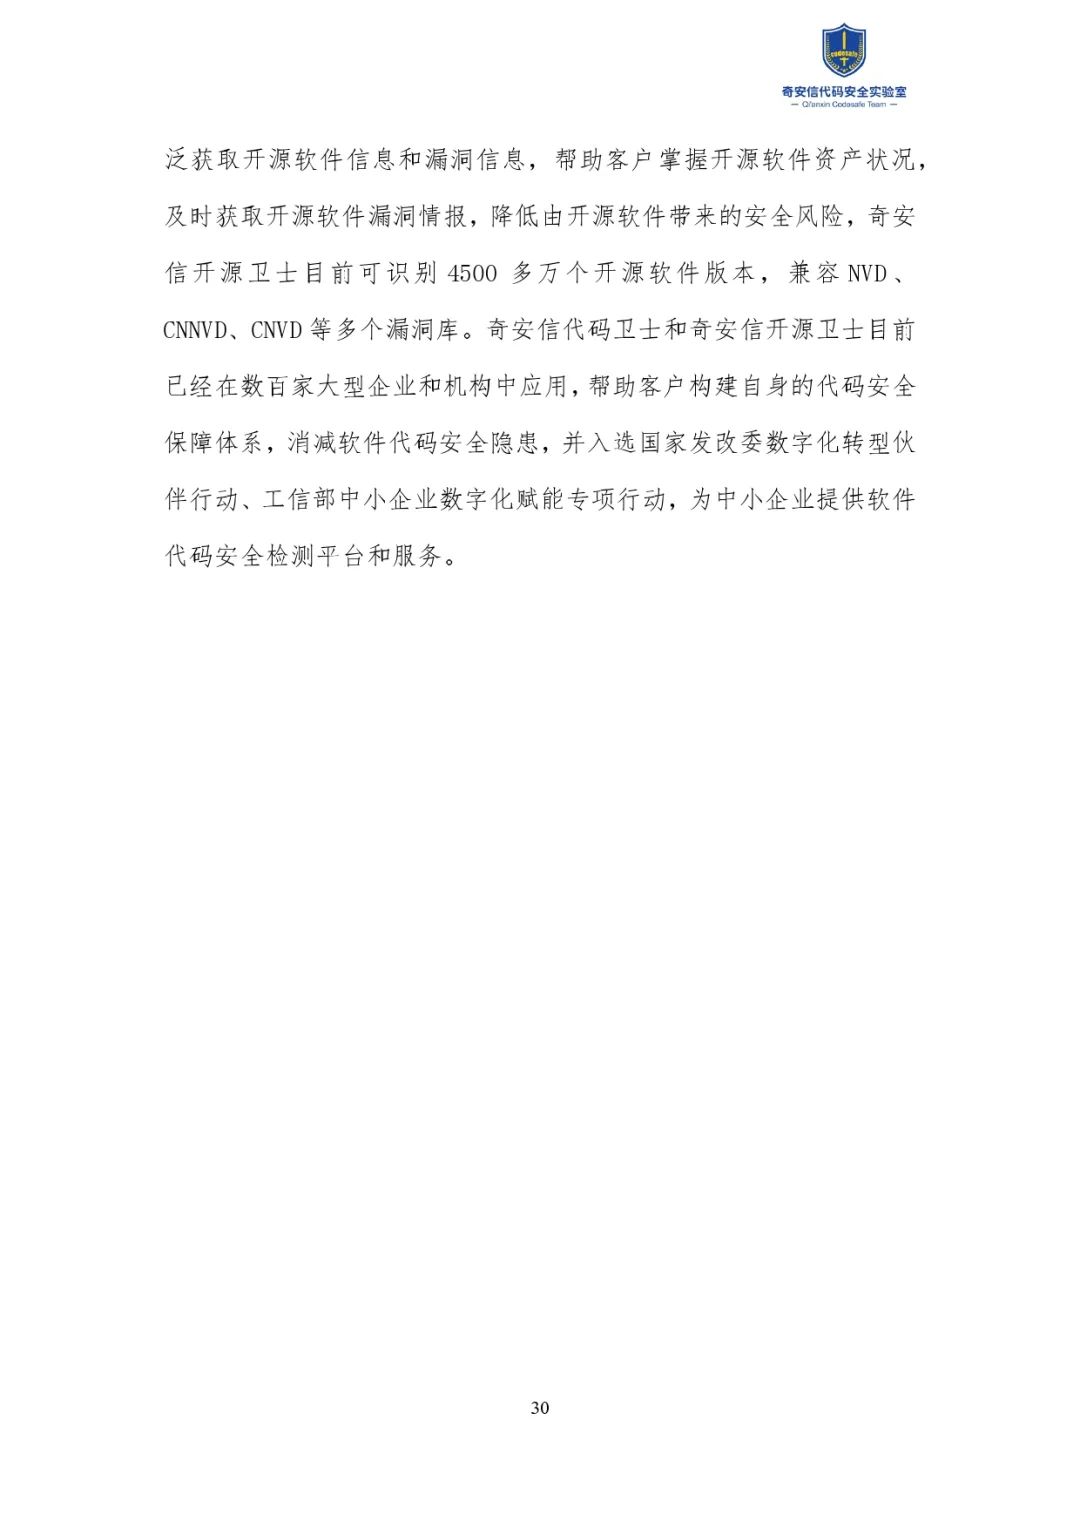 codesafe
奇安信代码安全实验室
— Qi'anxin Codesafe Team —
泛获取开源软件信息和漏洞信息，帮助客户掌握开源软件资产状况，
及时获取开源软件漏洞情报，降低由开源软件带来的安全风险，奇安
信开源卫士目前可识别 4500 多万个开源软件版本，兼容 NVD、
CNNVD、CNVD 等多个漏洞库。奇安信代码卫士和奇安信开源卫士目前
已经在数百家大型企业和机构中应用，帮助客户构建自身的代码安全
保障体系，消减软件代码安全隐患，并入选国家发改委数字化转型伙
伴行动、工信部中小企业数字化赋能专项行动，为中小企业提供软件
代码安全检测平台和服务。
30